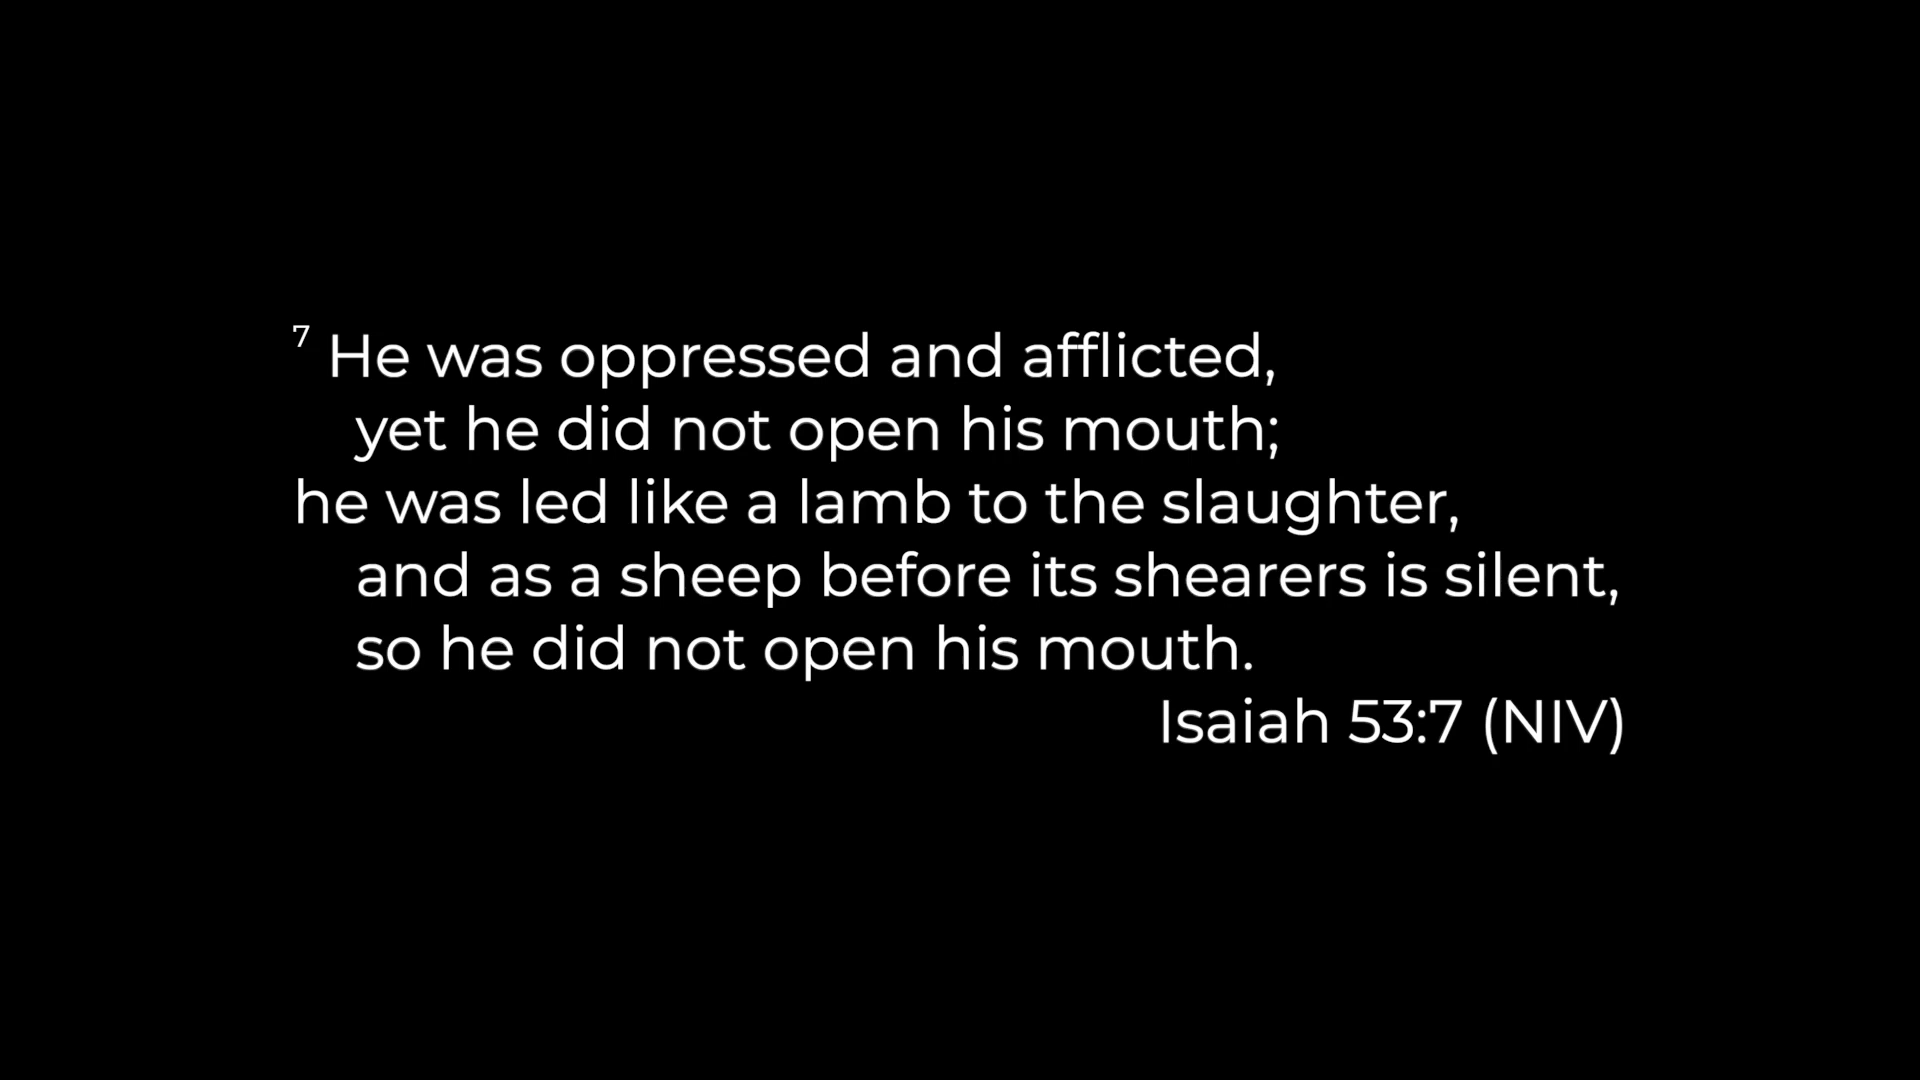 ⁷ He was oppressed and afflicted,
yet he did not open his mouth;
he was led like a lamb to the slaughter,
and as a sheep before its shearers is silent,
so he did not open his mouth.
Isaiah 53:7 (NIV)